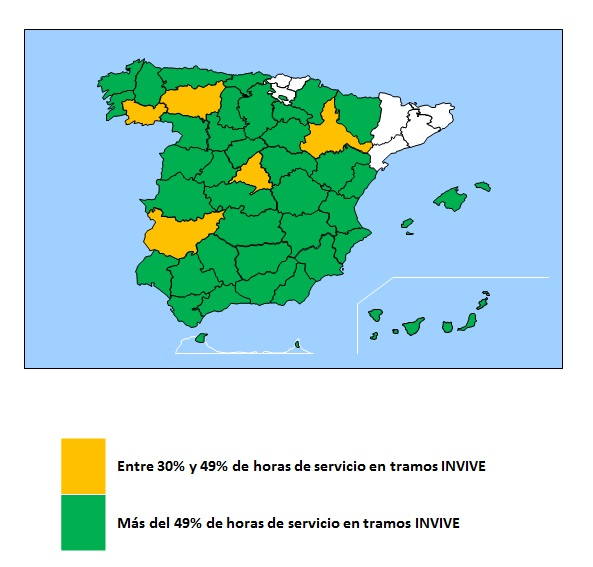 Entre 30% y 49% de horas de servicio en tramos INVIVE
Más del 49% de horas de servicio en tramos INVIVE